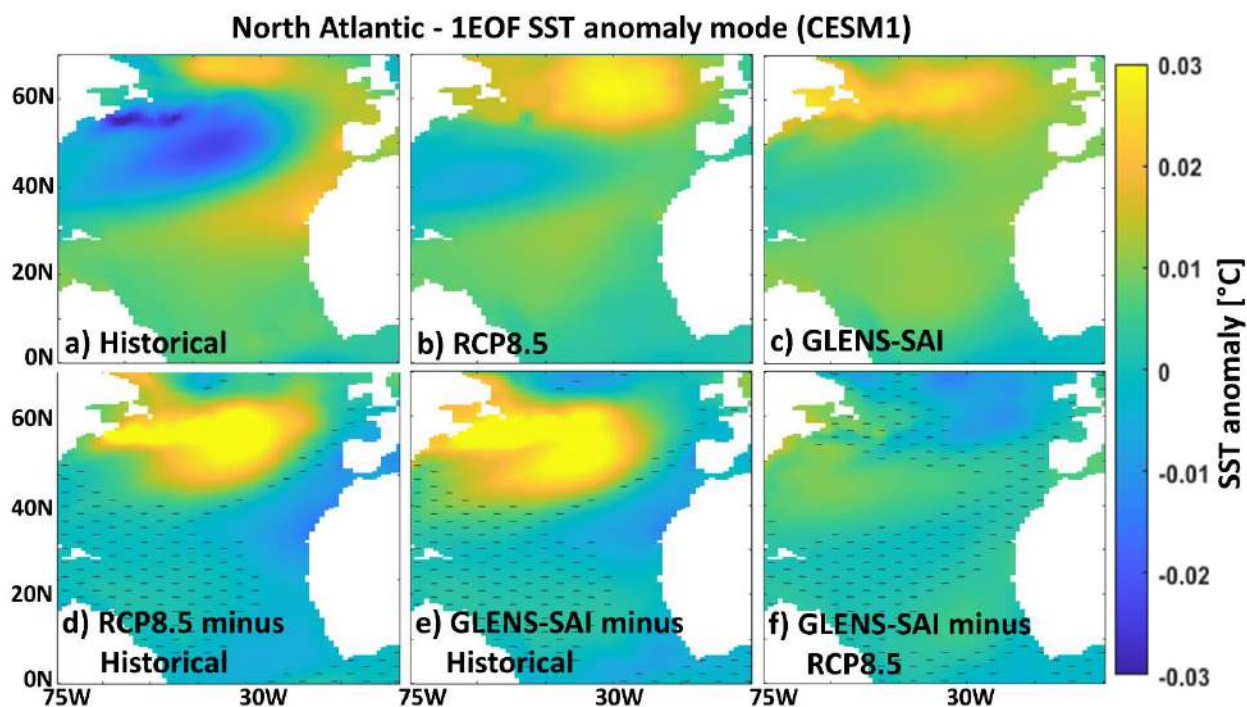 North Atlantic - 1EOF SST anomaly mode (CESM1)
60N
40N
20N
0N
a) Historical
b) RCP8.5
c) GLENS-SAI
60N
40N
20N
0N
d) RCP8.5 minus
Historical
e) GLENS-SAI minus
Historical
f) GLENS-SAI minus
RCP8.5
75W
30W
75W
30W
75W
30W
0.03
0.02
0.01
0
-0.01
-0.02
-0.03
SST anomaly [°C]